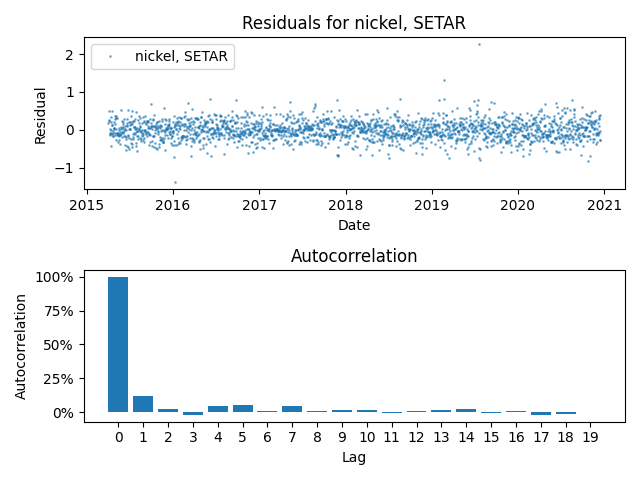 Residuals for nickel, SETAR
nickel, SETAR
2
1
0
−1
Residual
2015 2016 2017 2018 2019 2020 2021
Date
Autocorrelation
100%
75%
50%
25%
0%
Autocorrelation
0 1 2 3 4 5 6 7 8 9 10 11 12 13 14 15 16 17 18 19
Lag